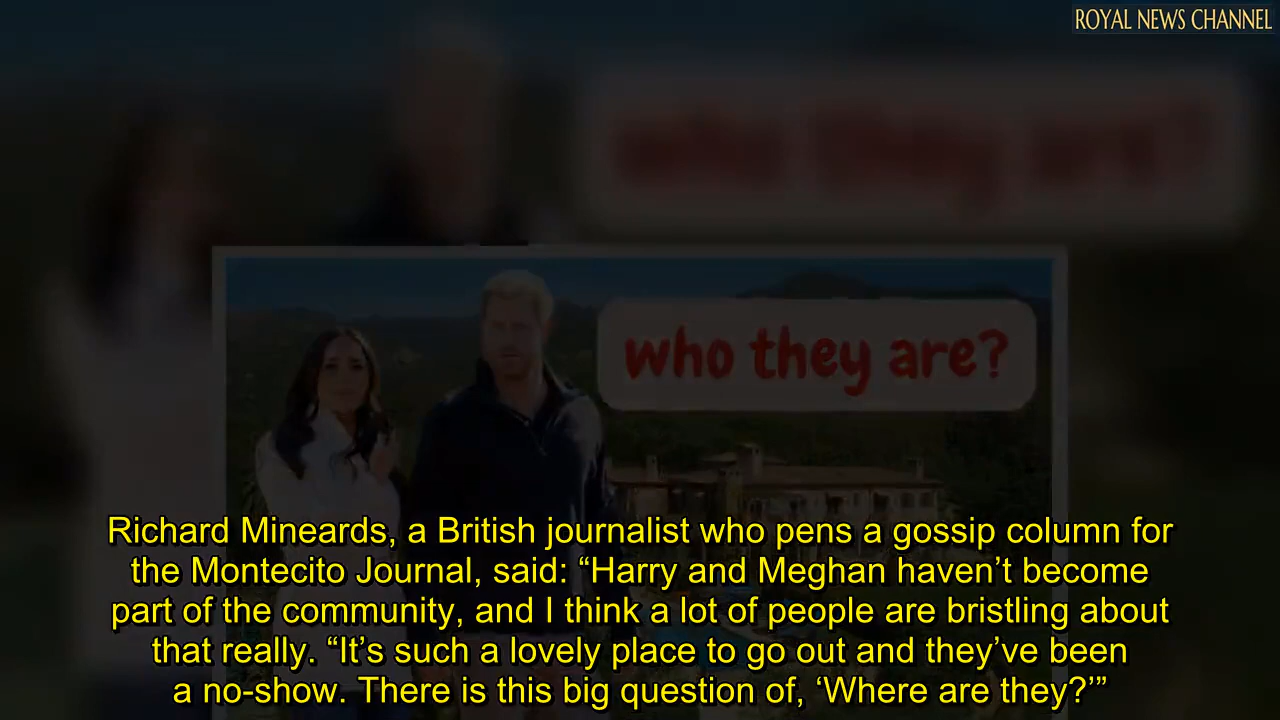 ROYAL NEWS CHANNEL
who they are?
who they are?
Richard Mineards, a British journalist who pens a gossip column for
the Montecito Journal, said: “Harry and Meghan haven’t become
part of the community, and I think a lot of people are bristling about
that really. “It’s such a lovely place to go out and they’ve been
a no-show. There is this big question of, ‘Where are they?’”